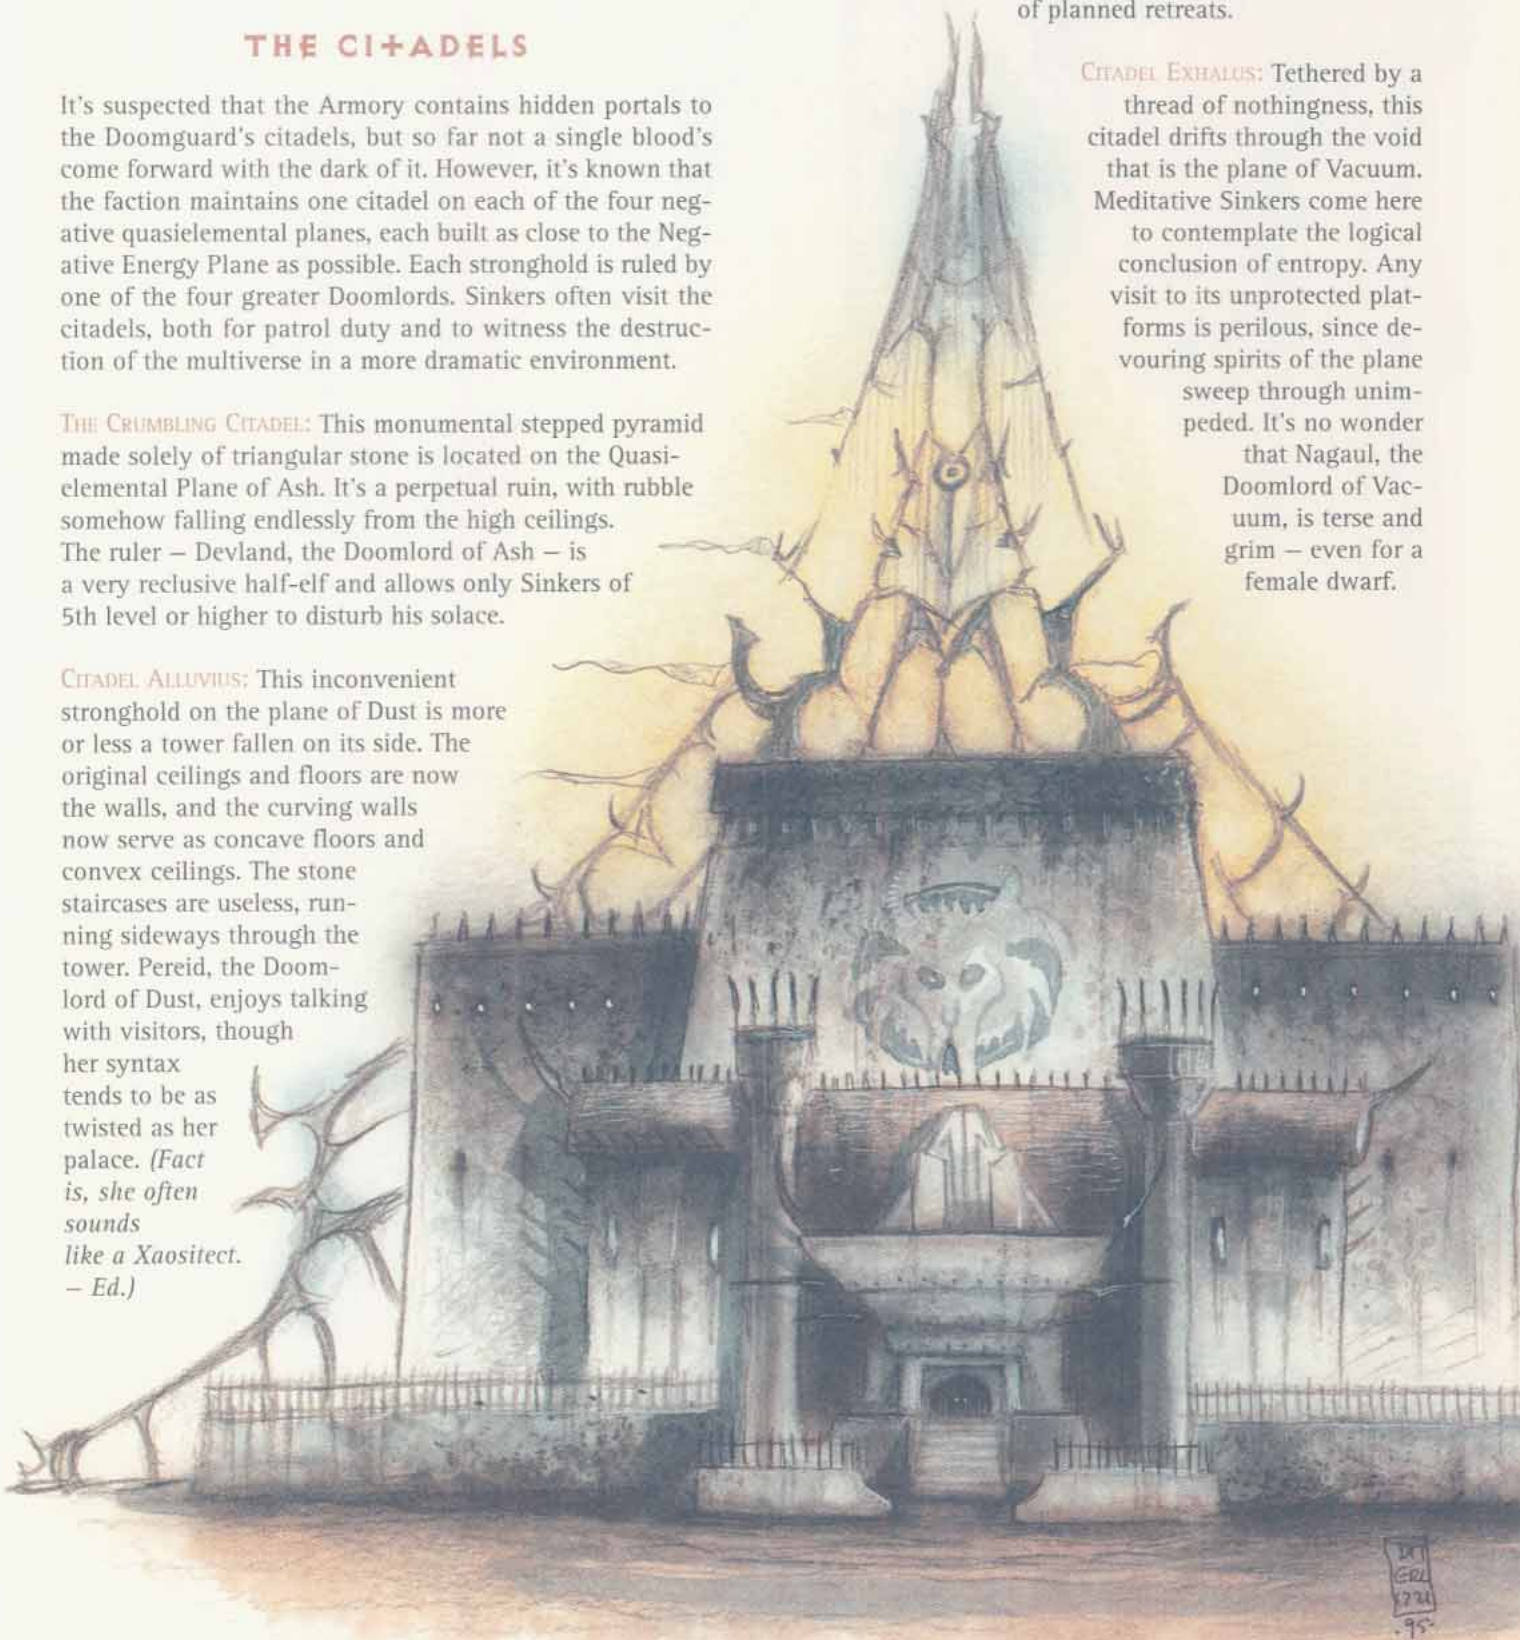 THE CITADELS
It's suspected that the Armory contains hidden portals to
the Doomguard's citadels, but so far not a single blood's
come forward with the dark of it. However, it's known that
the faction maintains one citadel on each of the four neg-
ative quasielemental planes, each built as close to the Neg-
ative Energy Plane as possible. Each stronghold is ruled by
one of the four greater Doomlords. Sinkers often visit the
citadels, both for patrol duty and to witness the destruc-
tion of the multiverse in a more dramatic environment.
THE CRUMBLING CITADEL: This monumental stepped pyramid
made solely of triangular stone is located on the Quasi-
elemental Plane of Ash. It's a perpetual ruin, with rubble
somehow falling endlessly from the high ceilings.
The ruler – Devland, the Doomlord of Ash – is
a very reclusive half-elf and allows only Sinkers of
5th level or higher to disturb his solace.
CITADEL ALLUVIUS: This inconvenient
stronghold on the plane of Dust is more
or less a tower fallen on its side. The
original ceilings and floors are now
the walls, and the curving walls
now serve as concave floors and
convex ceilings. The stone
staircases are useless, run-
ning sideways through the
tower. Pereid, the Doom-
lord of Dust, enjoys talking
with visitors, though
her syntax
tends to be as
twisted as her
palace. (Fact
is, she often
sounds
like a Xaositect.
– Ed.)
of planned retreats.
CITADEL EXHALUS: Tethered by a
thread of nothingness, this
citadel drifts through the void
that is the plane of Vacuum.
Meditative Sinkers come here
to contemplate the logical
conclusion of entropy. Any
visit to its unprotected plat-
forms is perilous, since de-
vouring spirits of the plane
sweep through unim-
peded. It's no wonder
that Nagaul, the
Doomlord of Vac-
uum, is terse and
grim – even for a
female dwarf.